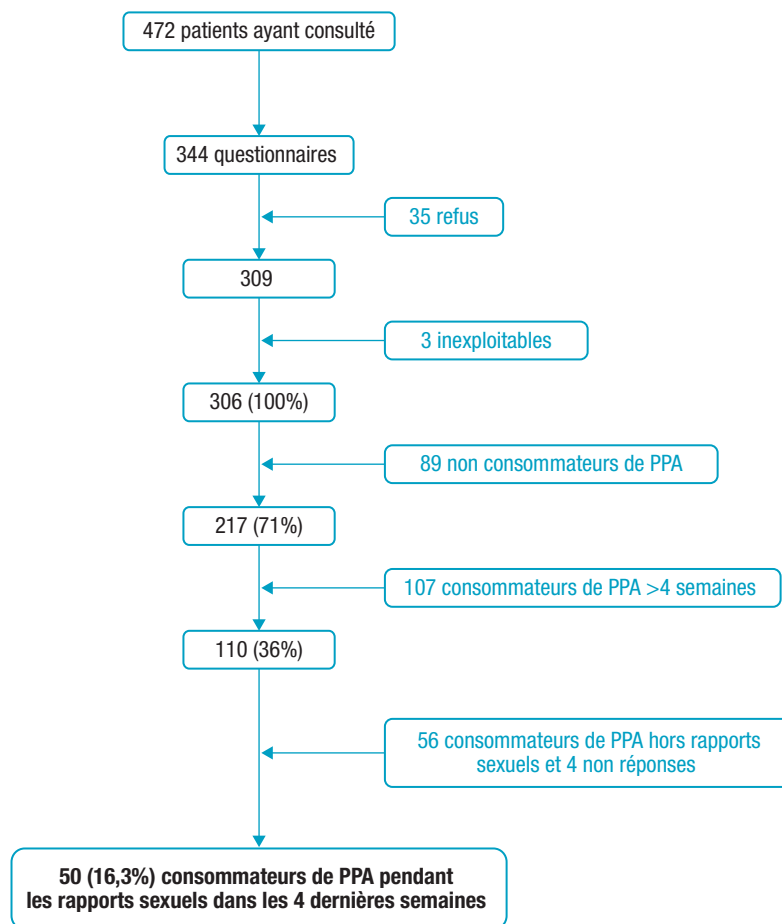 472 patients ayant consulté
344 questionnaires
35 refus
309
3 inexploitables
306 (100%)
89 non consommateurs de PPA
217 (71%)
107 consommateurs de PPA >4 semaines
110 (36%)
56 consommateurs de PPA hors rapports
sexuels et 4 non réponses
50 (16,3%) consommateurs de PPA pendant
les rapports sexuels dans les 4 dernières semaines